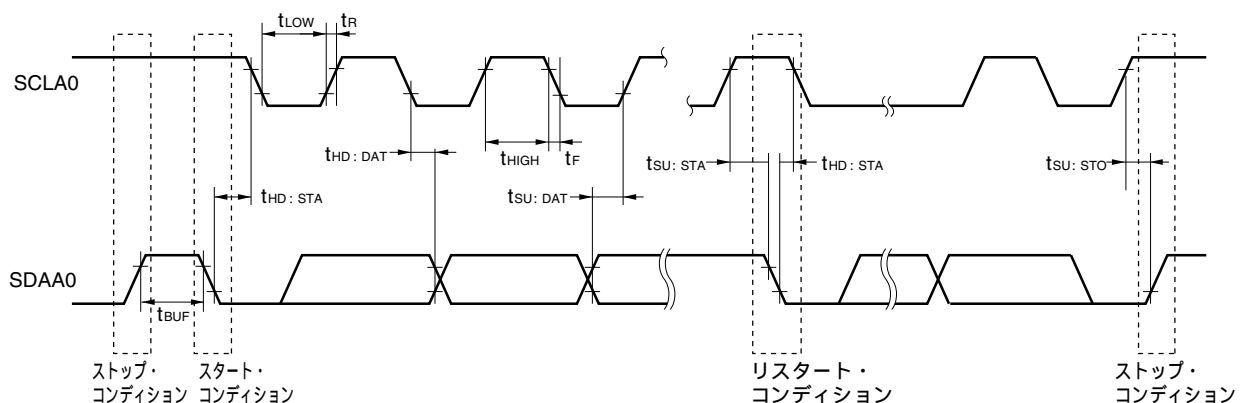 tLOW tR
SCLA0
tHD : DAT tHIGH tF tSU : STA tHD : STA tSU : STO
tHD : STA tSU : DAT
SDAA0
tBUF
ストップ・
コンディション
スタート・
コンディション
リスタート・
コンディション
ストップ・
コンディション